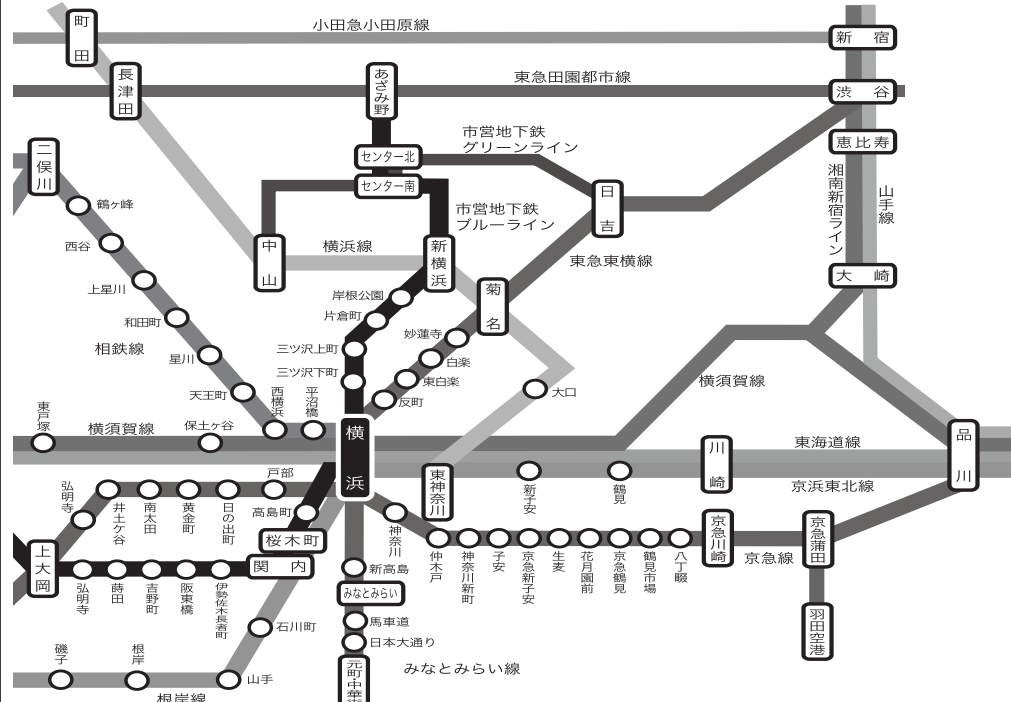 小田急小田原線
町田
新宿
長津田
あざみ野
東急田園都市線
渋谷
市営地下鉄
グリーンライン
恵比寿
二俣川
センター北
センター南
鶴ヶ峰
西谷
上星川
和田町
相鉄線
星川
天王町
西横浜
平沼橋
中山
横浜線
新横浜
市営地下鉄
ブルーライン
日吉
東急東横線
湘南新宿ライン
山手線
大崎
菊名
岸根公園
片倉町
三ツ沢上町
三ツ沢下町
妙蓮寺
白楽
東白楽
反町
大口
横須賀線
東戸塚
横須賀線
保土ヶ谷
横浜
東神奈川
新子安
鶴見
川崎
東海道線
京浜東北線
品川
弘明寺
井土ケ谷
南太田
黄金町
日の出町
戸部
高島町
桜木町
関内
上大岡
弘明寺
蒔田
吉野町
阪東橋
伊勢佐木長者町
神奈川
仲木戸
神奈川新町
子安
京急新子安
生麦
花月園前
京急鶴見
鶴見市場
八丁畷
京急川崎
京急線
京急蒲田
羽田空港
新高島
みなとみらい
馬車道
日本大通り
元町・中華街
みなとみらい線
石川町
山手
根岸
磯子
根岸線